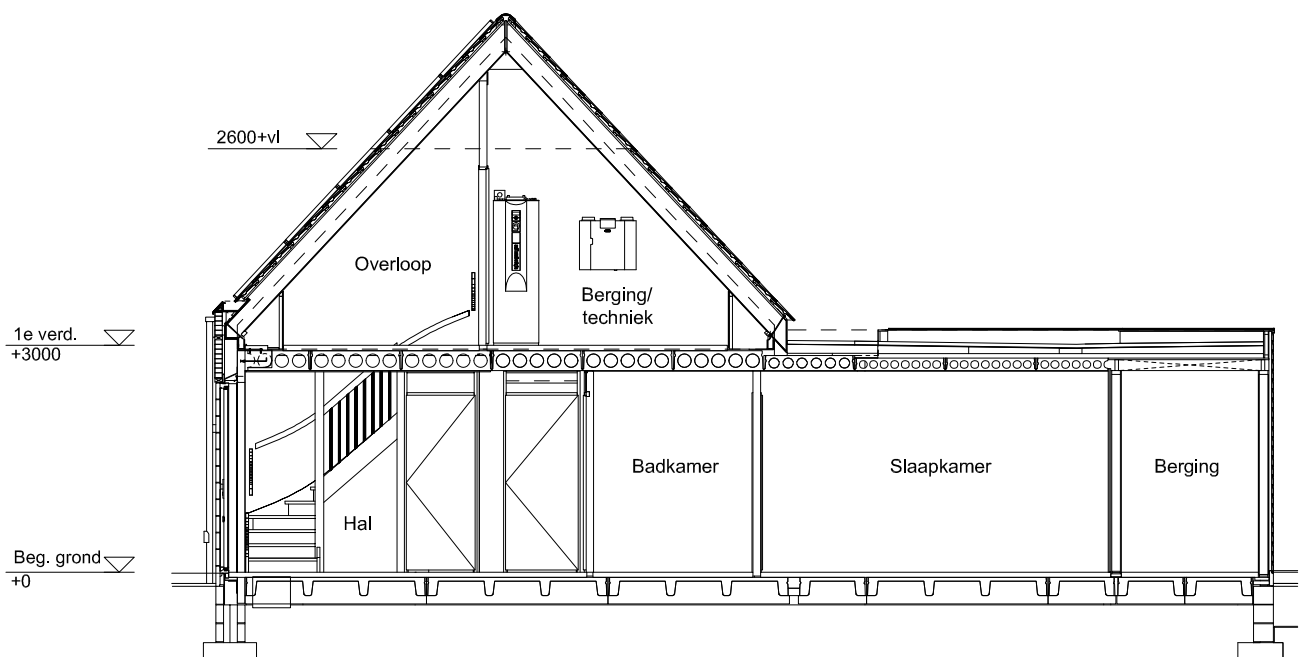 2600+vl
Overloop
Berging/
techniek
1e verd.
+3000
Badkamer
Slaapkamer
Berging
Hal
Beg. grond
+0